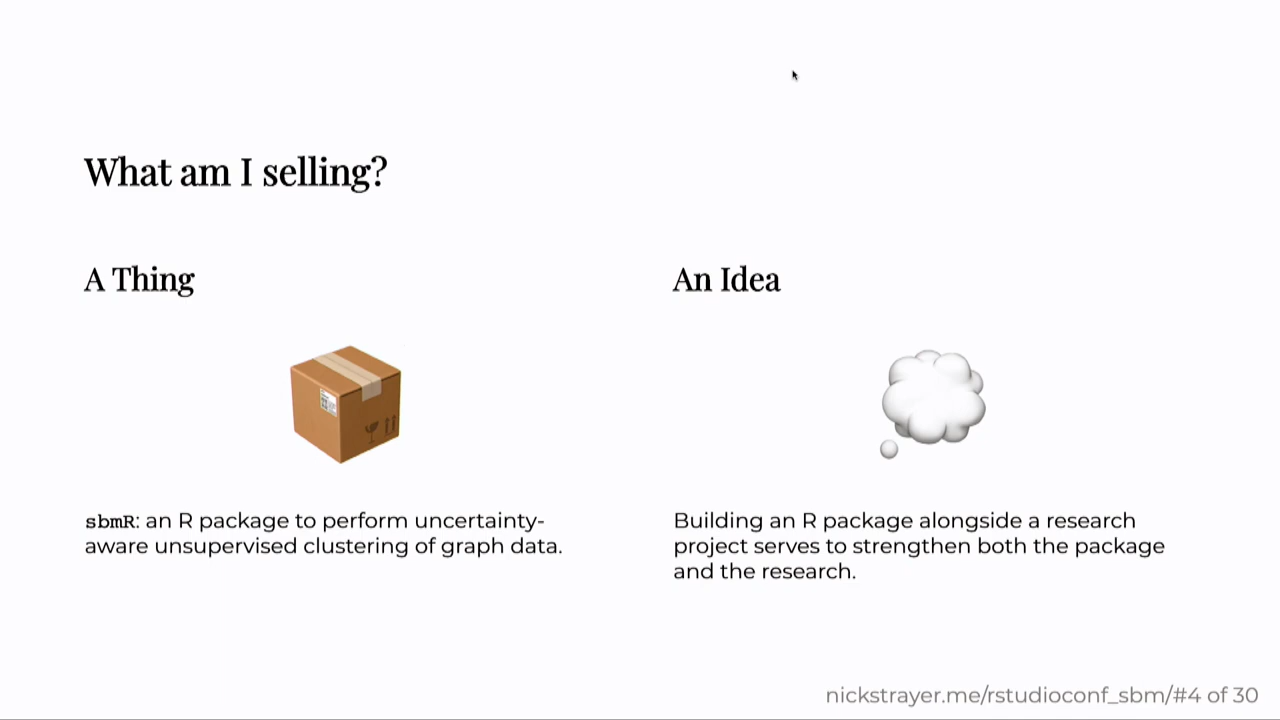 What am I selling?
A Thing
An Idea
sbmR: an R package to perform uncertainty-
aware unsupervised clustering of graph data.
Building an R package alongside a research
project serves to strengthen both the package
and the research.
nickstrayer.me/rstudioconf_sbm/#4 of 30